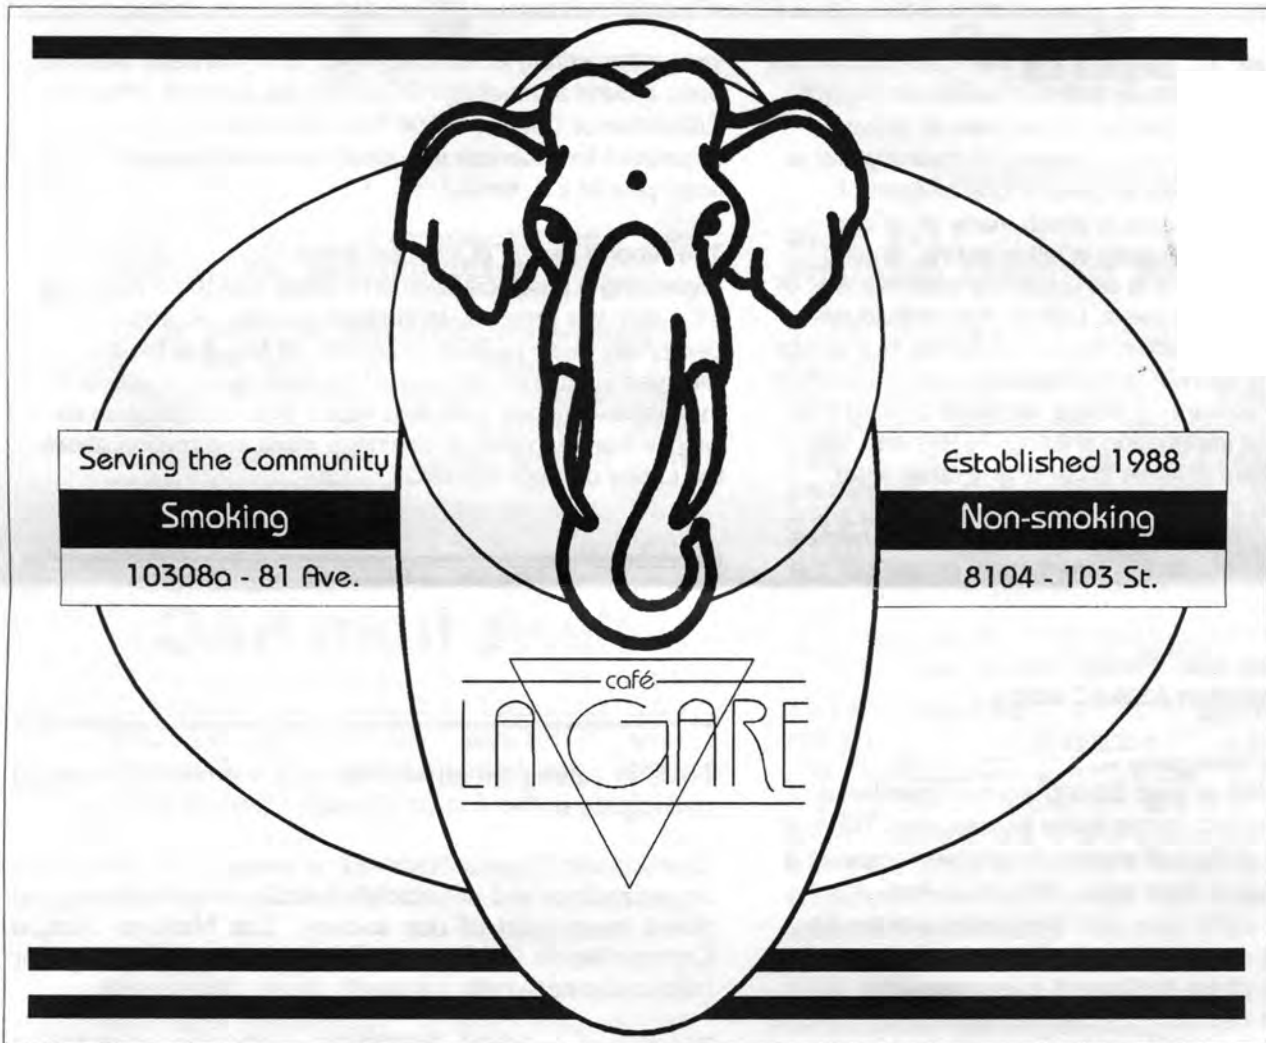 Serving the Community
Smoking
10308a - 81 Ave.
Established 1988
Non-smoking
8104 - 103 St.
café
LA GARE